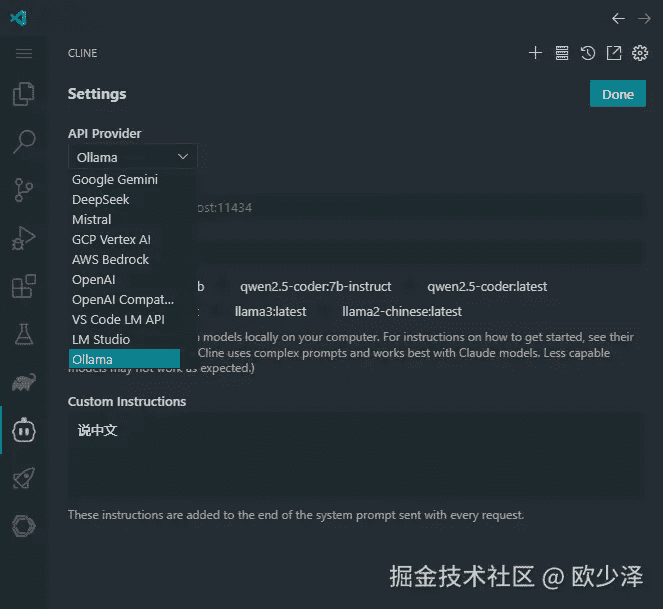 CLINE
Settings
Done
API Provider
Ollama
Google Gemini
DeepSeek
Mistral
GCP Vertex AI
AWS Bedrock
OpenAI
OpenAI Compat...
VS Code LM API
LM Studio
Ollama
ost:11434
b qwen2.5-coder:7b-instruct qwen2.5-coder:latest
: llama3:latest llama2-chinese:latest
models locally on your computer. For instructions on how to get started, see their
Cline uses complex prompts and works best with Claude models. Less capable
models may not work as expected.)
Custom Instructions
说中文
These instructions are added to the end of the system prompt sent with every request.
掘金技术社区 @ 欧少泽